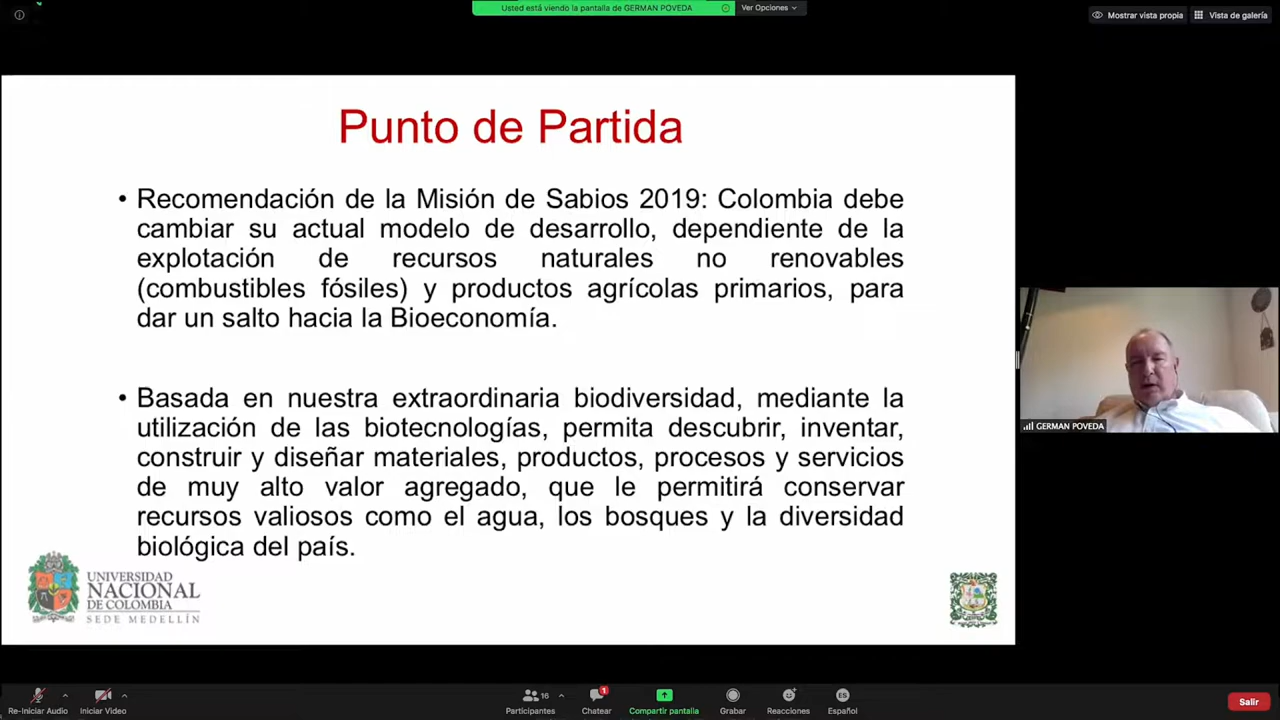 Usted está viendo la pantalla de GERMAN POVEDA
Ver Opciones
Mostrar vista propia
Vista de galería
Punto de Partida
• Recomendación de la Misión de Sabios 2019: Colombia debe
cambiar su actual modelo de desarrollo, dependiente de la
explotación de recursos naturales no renovables
(combustibles fósiles) y productos agrícolas primarios, para
dar un salto hacia la Bioeconomía.
• Basada en nuestra extraordinaria biodiversidad, mediante la
utilización de las biotecnologías, permita descubrir, inventar,
construir y diseñar materiales, productos, procesos y servicios
de muy alto valor agregado, que le permitirá conservar
recursos valiosos como el agua, los bosques y la diversidad
biológica del país.
UNIVERSIDAD
NACIONAL
DE COLOMBIA
SEDE MEDELLÍN
GERMAN POVEDA
Re-Iniciar Audio
Iniciar Video
16
Participantes
1
Chatear
Compartir pantalla
Grabar
Reacciones
ES
Español
Salir